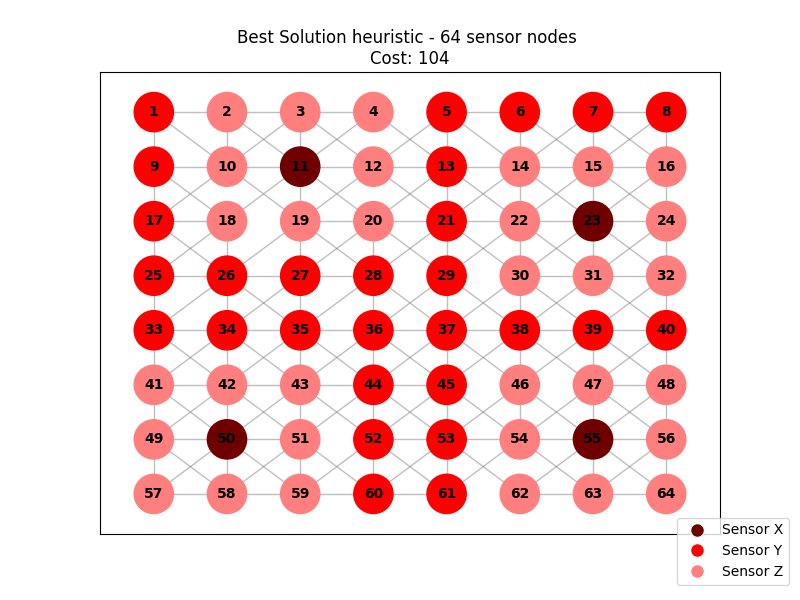 Best Solution heuristic - 64 sensor nodes
Cost: 104
1 2 3 4 5 6 7 8
9 10 11 12 13 14 15 16
17 18 19 20 21 22 23 24
25 26 27 28 29 30 31 32
33 34 35 36 37 38 39 40
41 42 43 44 45 46 47 48
49 50 51 52 53 54 55 56
57 58 59 60 61 62 63 64
Sensor X
Sensor Y
Sensor Z